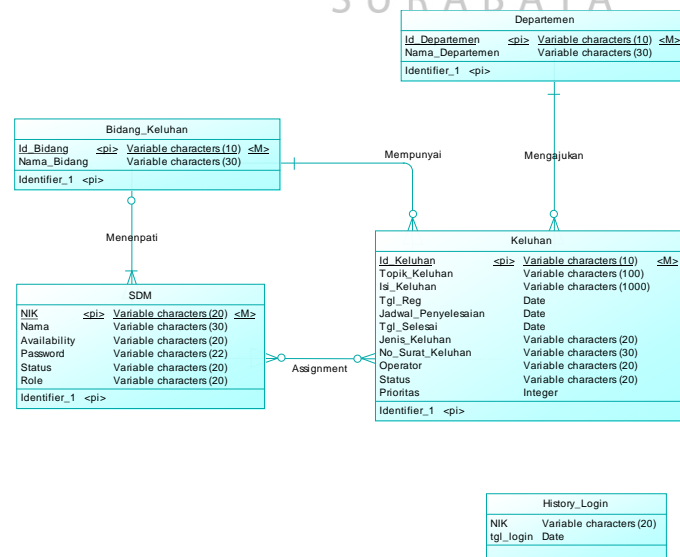 SURABAYA
Departemen
Id_Departemen <pi> Variable characters (10) <M>
Nama_Departemen Variable characters (30)
Identifier_1 <pi>
Bidang_Keluhan
Id_Bidang <pi> Variable characters (10) <M>
Nama_Bidang Variable characters (30)
Identifier_1 <pi>
Mempunyai
Mengajukan
Menenpati
Keluhan
Id_Keluhan <pi> Variable characters (10) <M>
Topik_Keluhan Variable characters (100)
Isi_Keluhan Variable characters (1000)
Tgl_Reg Date
Jadwal_Penyelesaian Date
Tgl_Selesai Date
Jenis_Keluhan Variable characters (20)
No_Surat_Keluhan Variable characters (30)
Operator Variable characters (20)
Status Variable characters (20)
Prioritas Integer
Identifier_1 <pi>
SDM
NIK <pi> Variable characters (20) <M>
Nama Variable characters (30)
Availability Variable characters (20)
Password Variable characters (22)
Status Variable characters (20)
Role Variable characters (20)
Identifier_1 <pi>
Assignment
History_Login
NIK Variable characters (20)
tgl_login Date